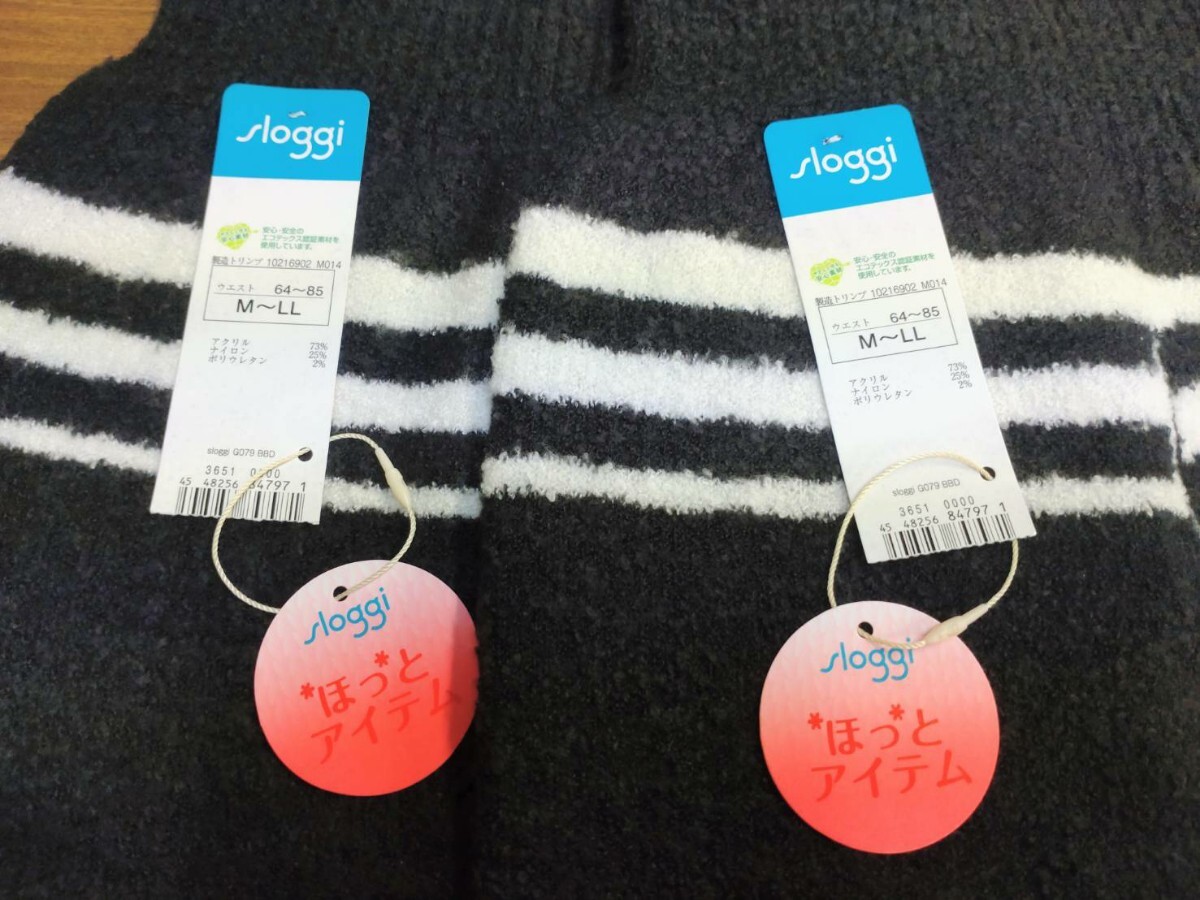 sloggi
安心・安全の
エコテックス認証素材を
使用しています。
製造トリンプ 10216902 M014
ウエスト 64～85
M～LL
アクリル 73%
ナイロン 25%
ポリウレタン 2%
sloggi G079 BBD
3651 0000
45 48256 84797 1
sloggi
*ほっ*と
アイテム
sloggi
安心・安全の
エコテックス認証素材を
使用しています。
製造トリンプ 10216902 M014
ウエスト 64～85
M～LL
アクリル 73%
ナイロン 25%
ポリウレタン 2%
sloggi G079 BBD
3651 0000
45 48256 84797 1
sloggi
*ほっ*と
アイテム